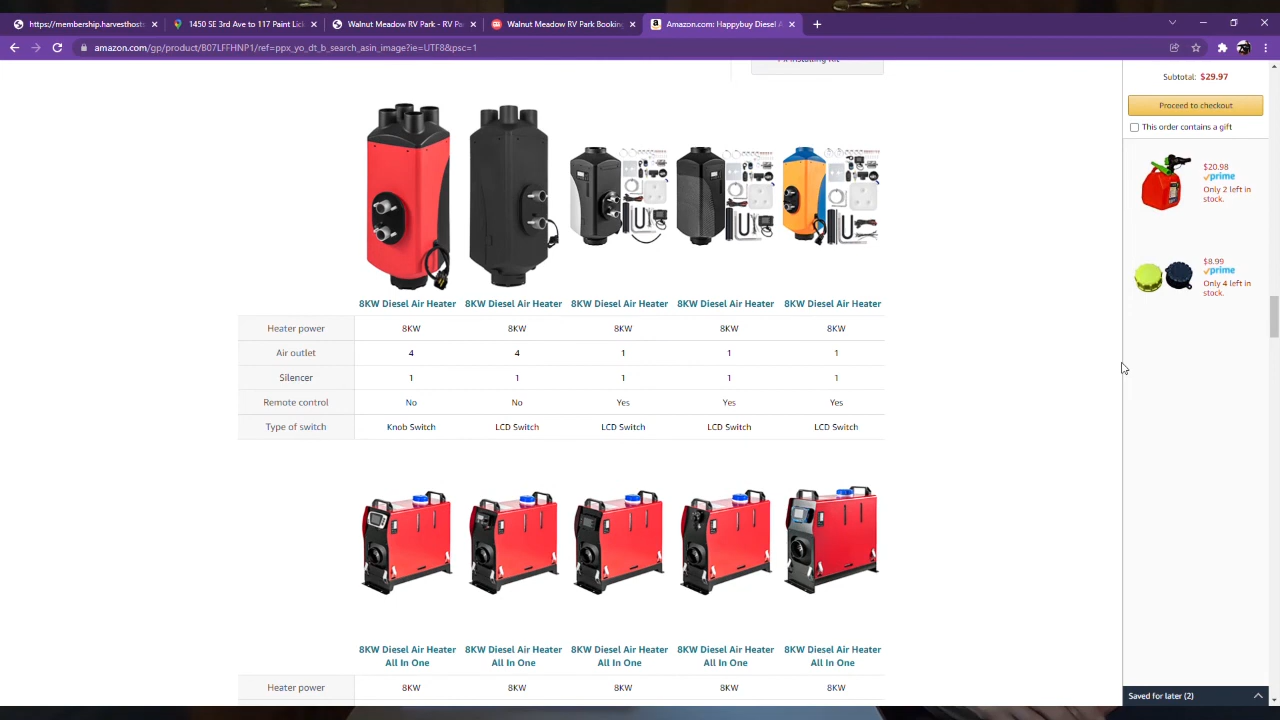 https://membership.harvesthosts
1450 SE 3rd Ave to 117 Paint Lick
Walnut Meadow RV Park - RV Pa
Walnut Meadow RV Park Booking
Amazon.com: Happybuy Diesel A
amazon.com/gp/product/B07LFFHNP1/ref=ppx_yo_dt_b_search_asin_image?ie=UTF8&psc=1
Subtotal: $29.97
Proceed to checkout
This order contains a gift
$20.98
prime
Only 2 left in
stock.
$8.99
prime
Only 4 left in
stock.
8KW Diesel Air Heater 8KW Diesel Air Heater 8KW Diesel Air Heater 8KW Diesel Air Heater 8KW Diesel Air Heater
Heater power 8KW 8KW 8KW 8KW 8KW
Air outlet 4 4 1 1 1
Silencer 1 1 1 1 1
Remote control No No Yes Yes Yes
Type of switch Knob Switch LCD Switch LCD Switch LCD Switch LCD Switch
8KW Diesel Air Heater 8KW Diesel Air Heater 8KW Diesel Air Heater 8KW Diesel Air Heater 8KW Diesel Air Heater
All In One All In One All In One All In One All In One
Heater power 8KW 8KW 8KW 8KW 8KW
Saved for later (2)